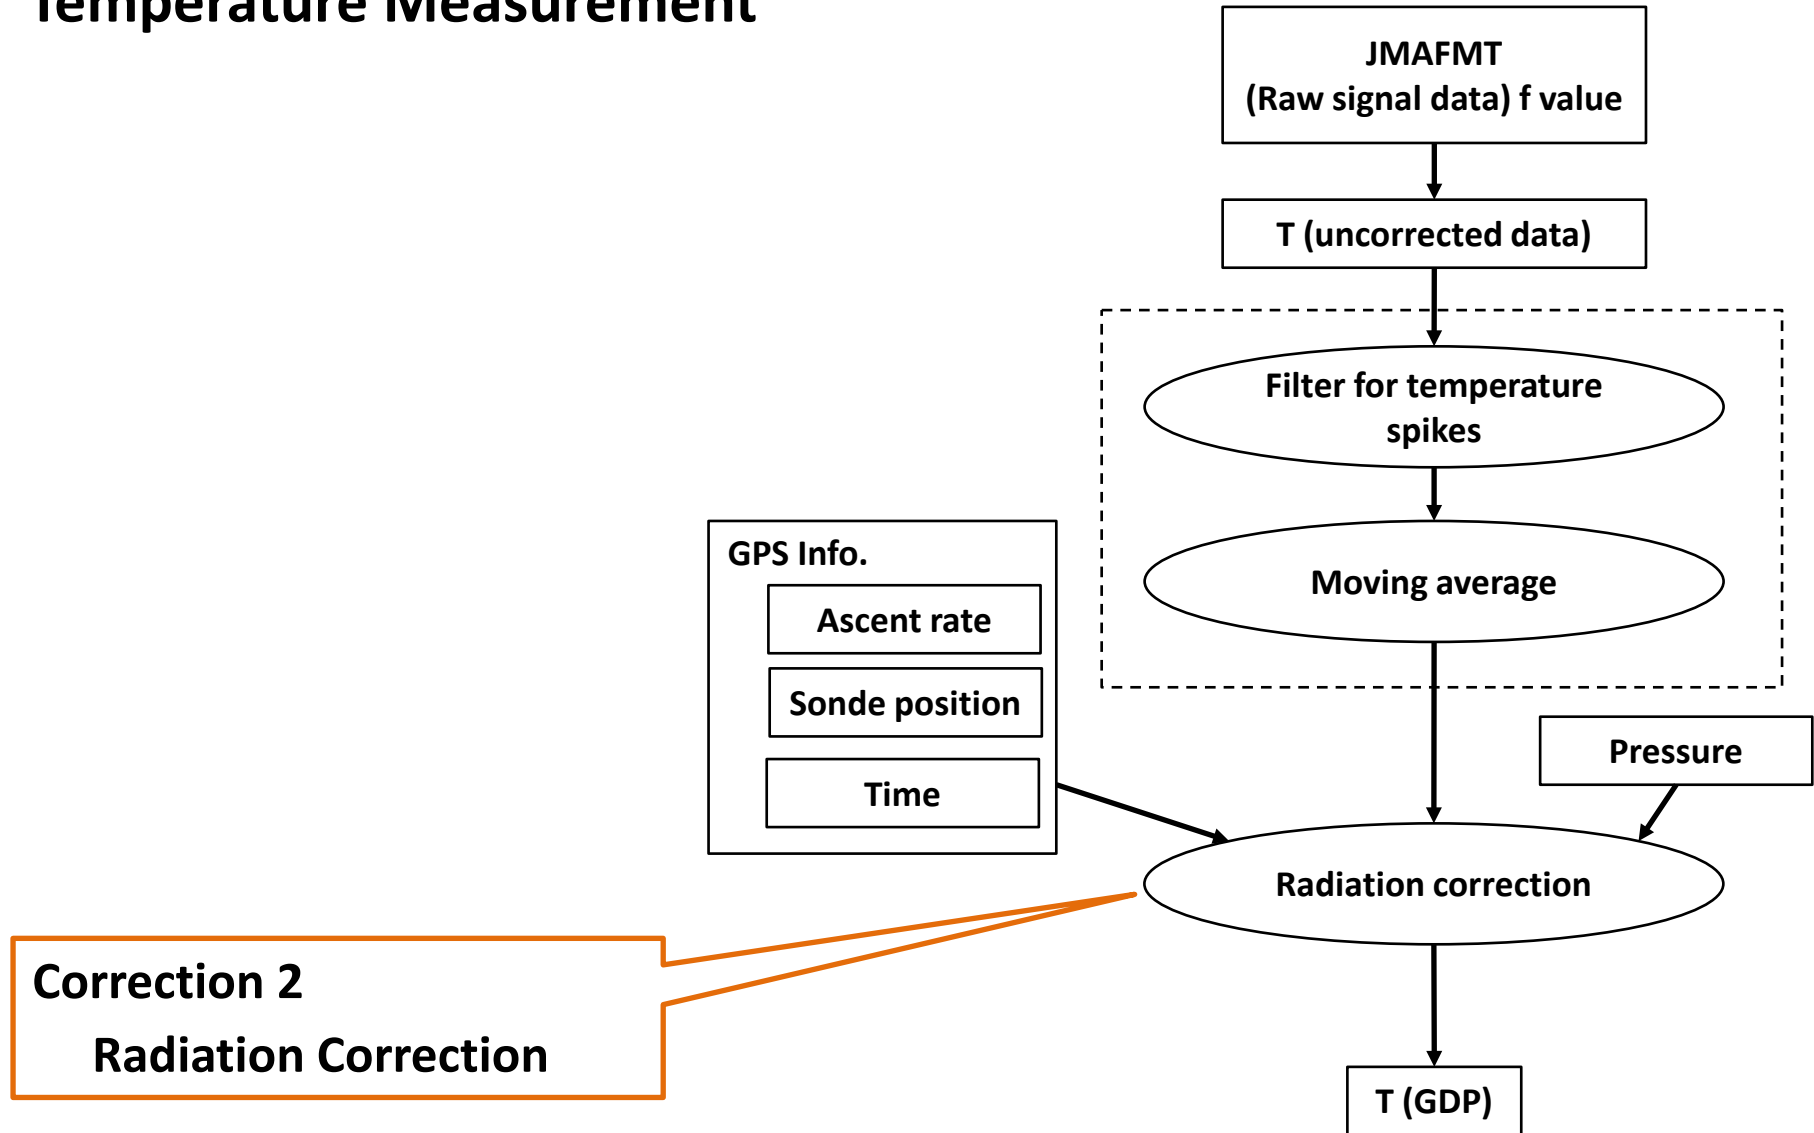 Temperature Measurement
JMAFMT
(Raw signal data) f value
T (uncorrected data)
Filter for temperature
spikes
Moving average
GPS Info.
Ascent rate
Sonde position
Time
Pressure
Radiation correction
Correction 2
Radiation Correction
T (GDP)